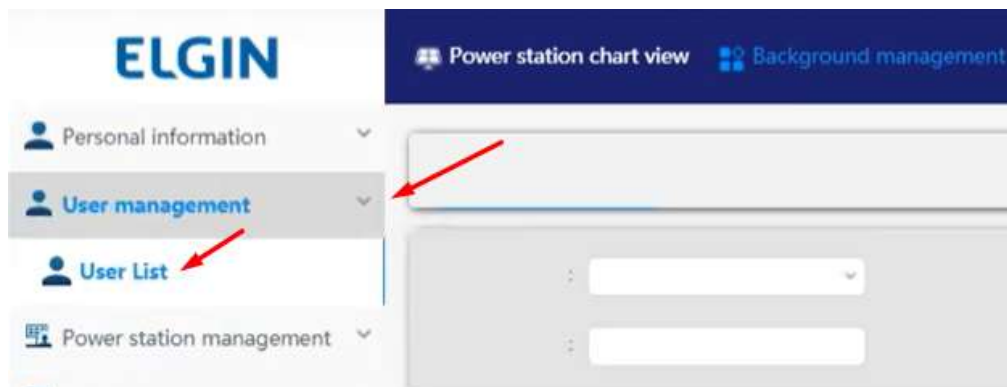 ELGIN
Power station chart view
Background management
Personal information
User management
User List
:
Power station management
: